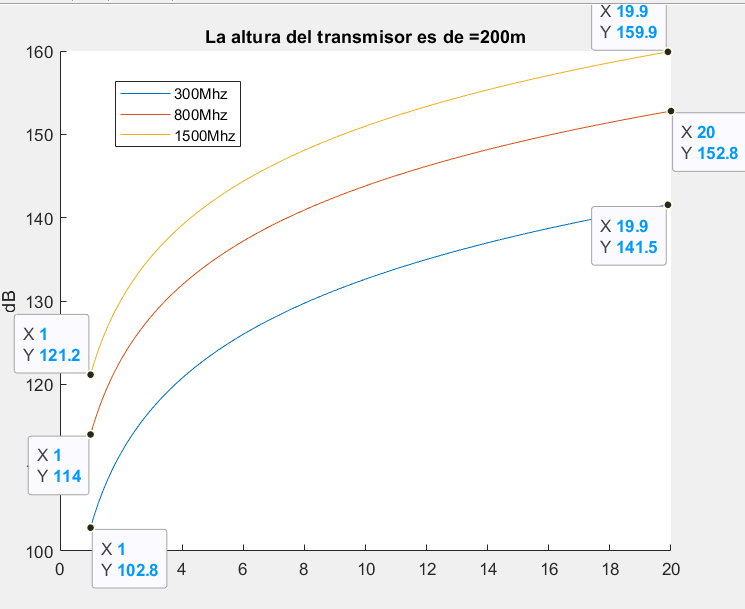 La altura del transmisor es de =200m
X 19.9
Y 159.9
160
300Mhz
800Mhz
1500Mhz
150
X 20
Y 152.8
140
X 19.9
Y 141.5
130
dB
X 1
Y 121.2
120
X 1
Y 114
X 1
Y 102.8
100
0
4
6
8
10
12
14
16
18
20